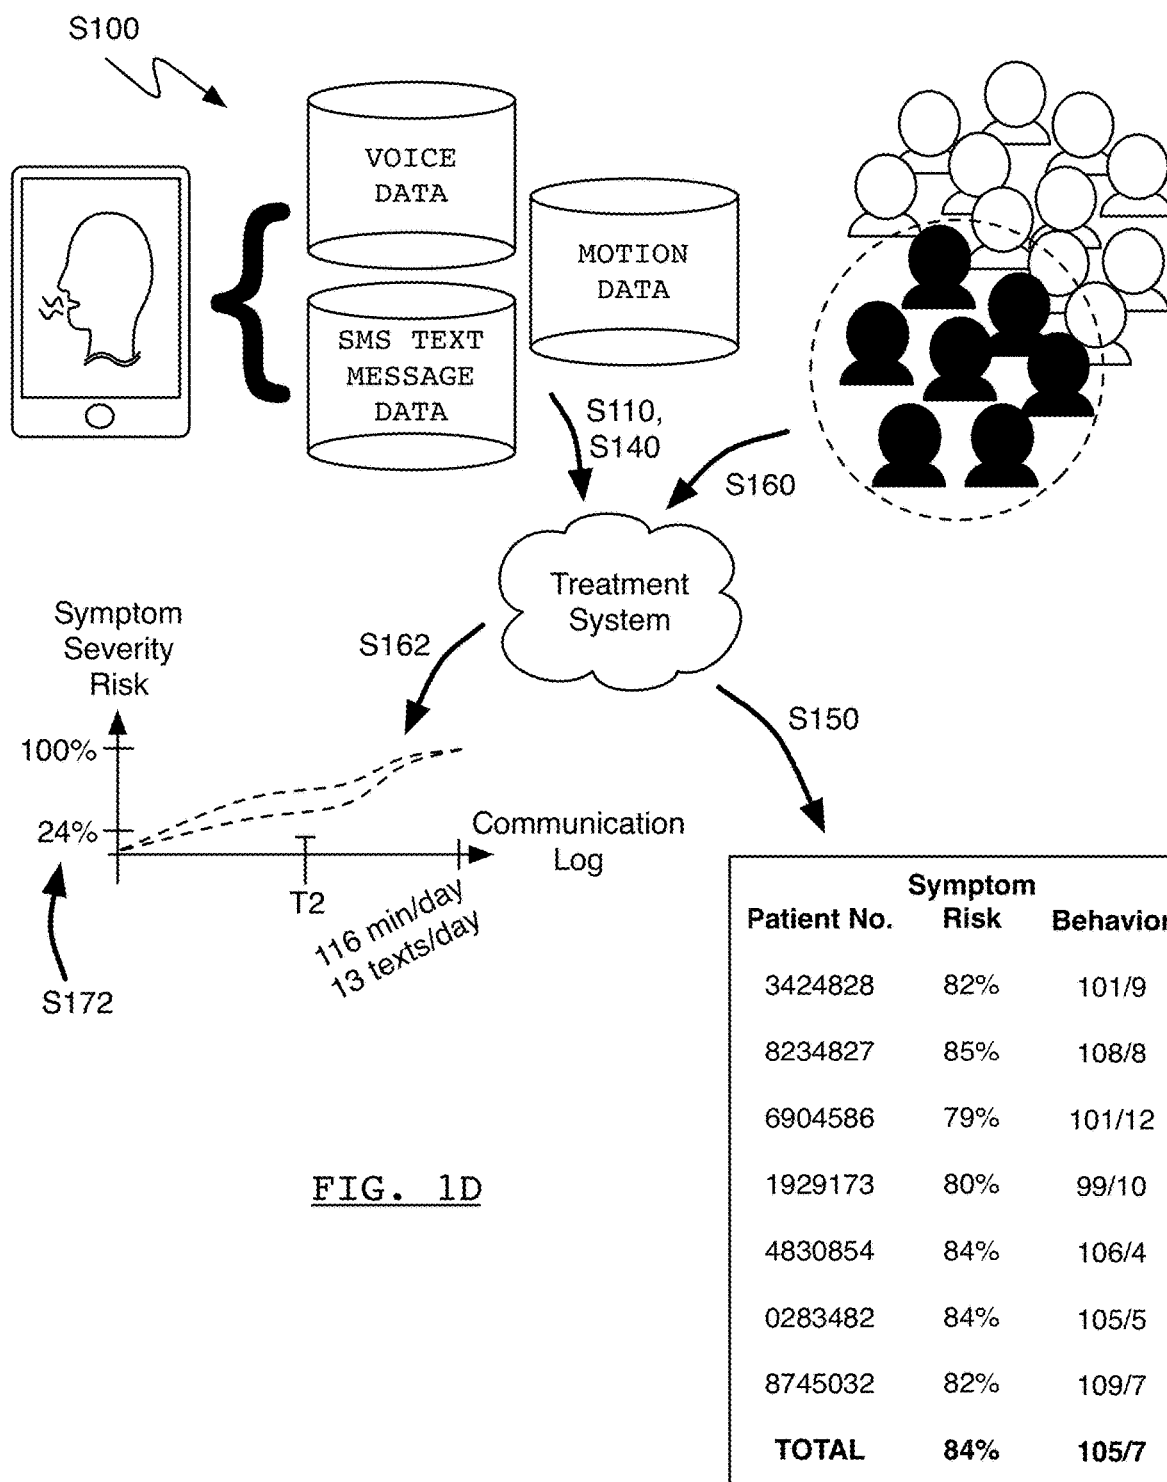 S100
VOICE
DATA
MOTION
DATA
SMS TEXT
MESSAGE
DATA
S110,
S140
S160
Treatment
System
Symptom
Severity
Risk
S162
S150
100%
24%
Communication
Log
T2
116 min/day
13 texts/day
S172
Patient No. Symptom Risk Behavior
3424828 82% 101/9
8234827 85% 108/8
6904586 79% 101/12
1929173 80% 99/10
4830854 84% 106/4
0283482 84% 105/5
8745032 82% 109/7
TOTAL 84% 105/7
FIG. 1D